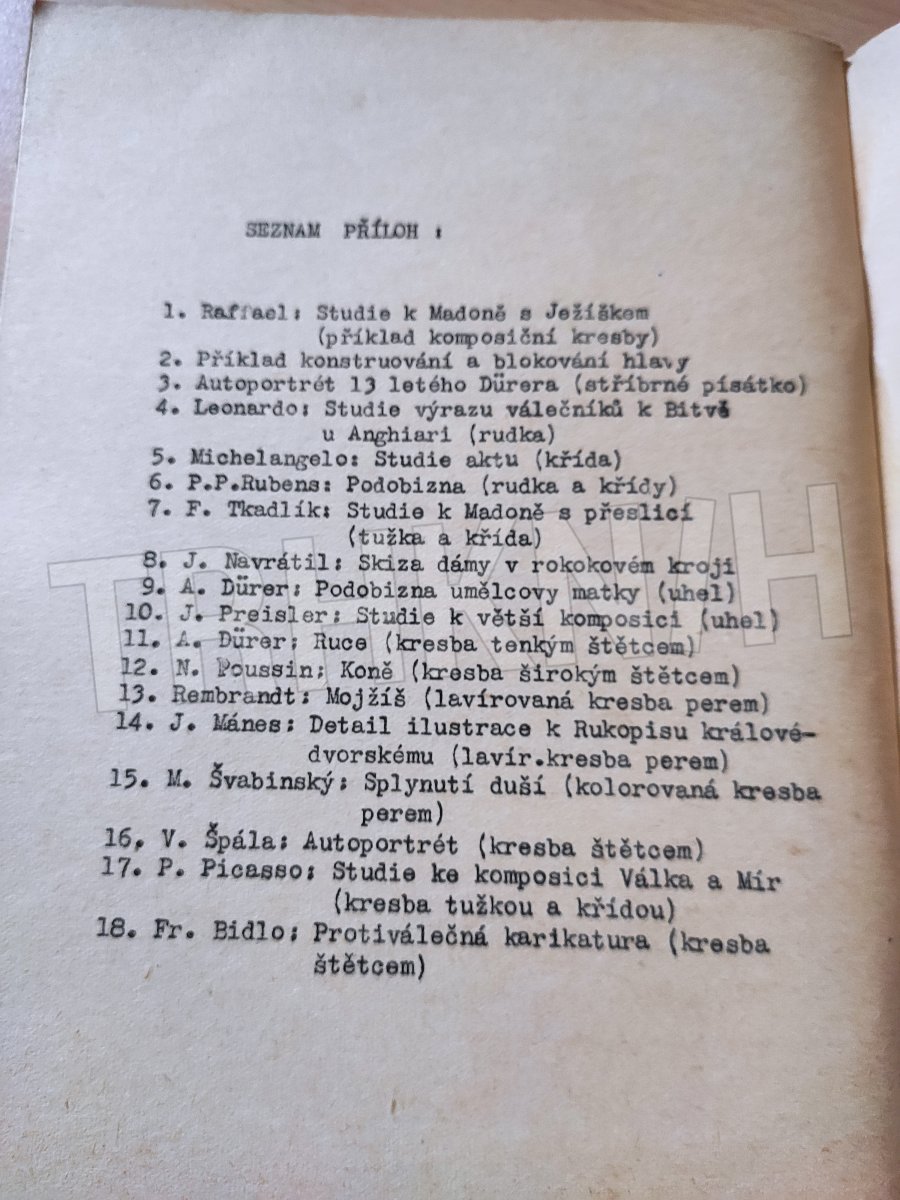 SEZNAM PŘÍLOH :
1. Raffael: Studie k Madoně s Ježíškem
(příklad komposiční kresby)
2. Příklad konstruování a blokování hlavy
3. Autoportrét 13 letého Dürera (stříbrné písátko)
4. Leonardo: Studie výrazu válečníků k Bitvě
u Anghiari (rudka)
5. Michelangelo: Studie aktu (křída)
6. P.P.Rubens: Podobizna (rudka a křídy)
7. F. Tkadlík: Studie k Madoně s přeslicí
(tužka a křída)
8. J. Navrátil: Skiza dámy v rokokovém kroji
9. A. Dürer: Podobizna umělcovy matky (uhel)
10. J. Preisler: Studie k větší komposici (uhel)
11. A. Dürer: Ruce (kresba tenkým štětcem)
12. N. Poussin: Koně (kresba širokým štětcem)
13. Rembrandt: Mojžíš (lavírovaná kresba perem)
14. J. Mánes: Detail ilustrace k Rukopisu králové-
dvorskému (lavír.kresba perem)
15. M. Švabinský: Splynutí duší (kolorovaná kresba
perem)
16, V. Špála: Autoportrét (kresba štětcem)
17. P. Picasso: Studie ke komposici Válka a Mír
(kresba tužkou a křídou)
18. Fr. Bidlo: Protiválečná karikatura (kresba
štětcem)